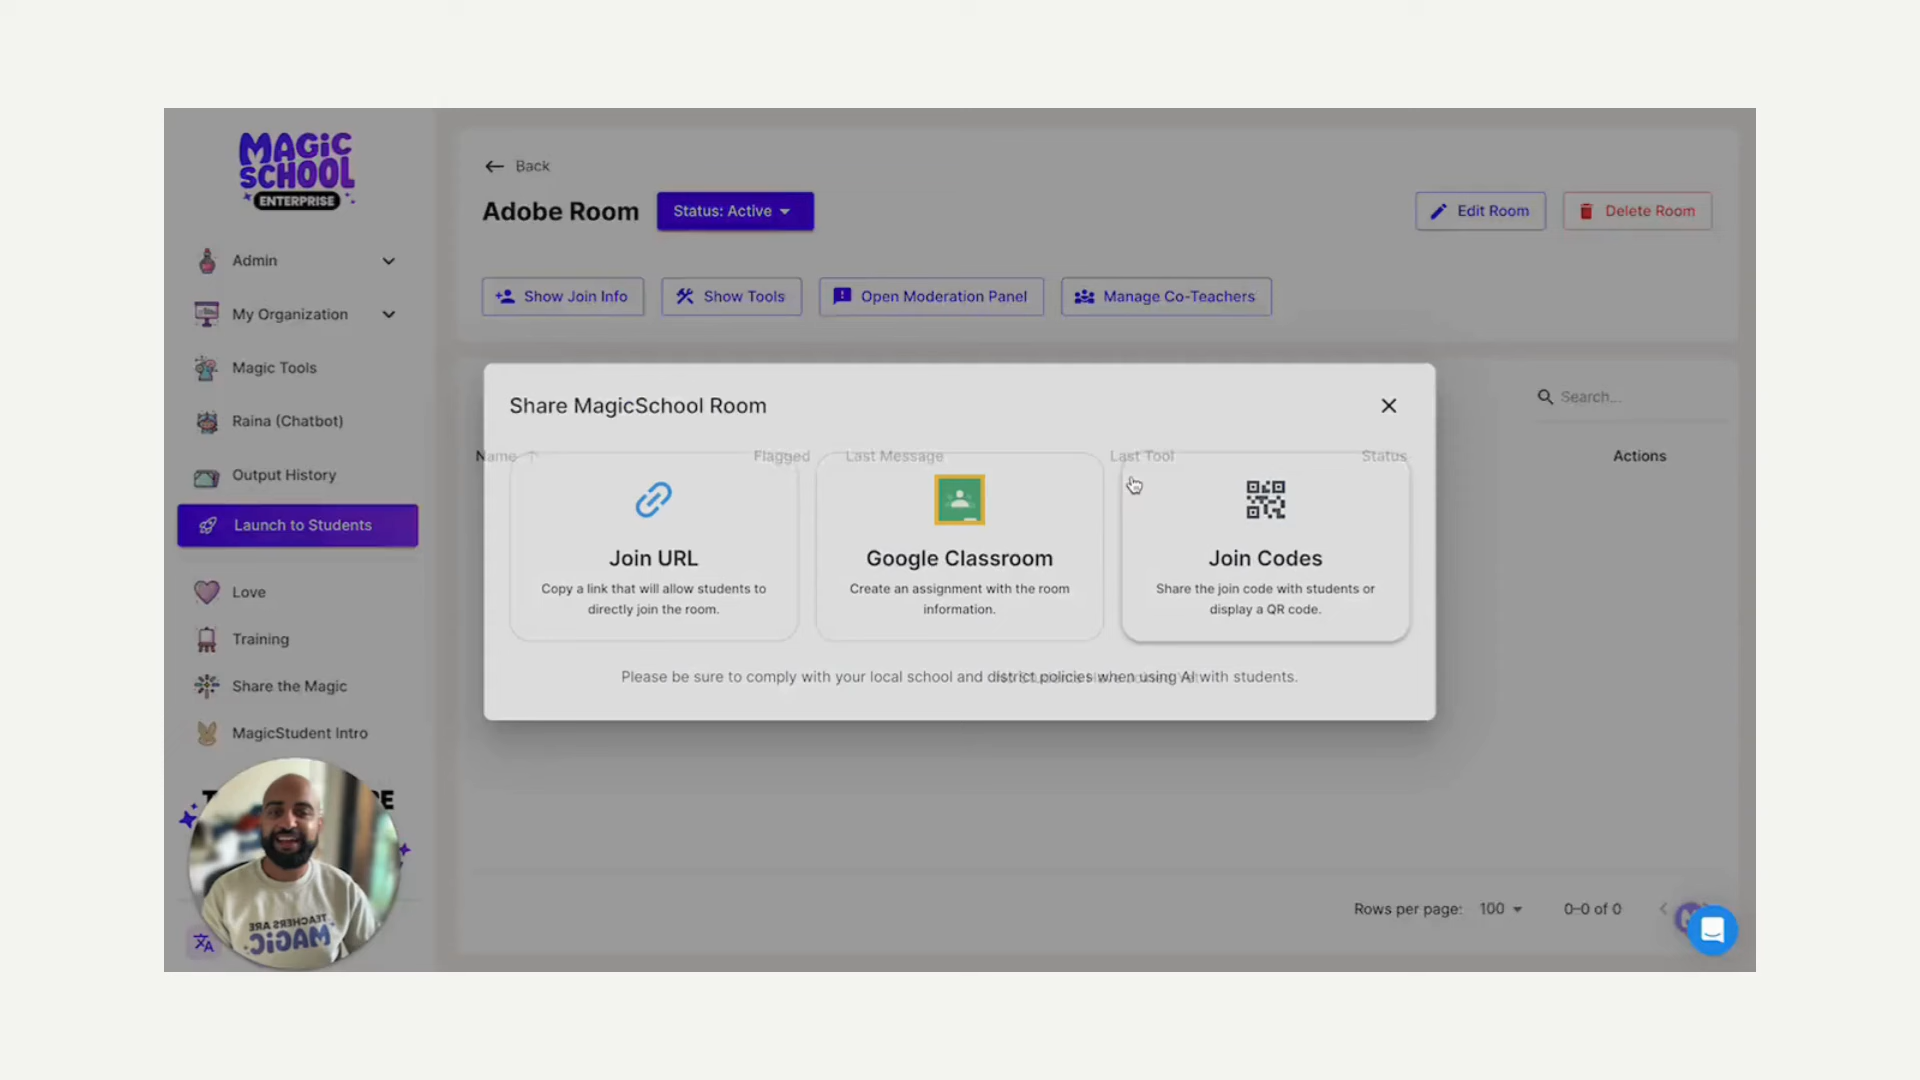 MAGIC
SCHOOL
ENTERPRISE
Admin
My Organization
Magic Tools
Raina (Chatbot)
Output History
Launch to Students
Love
Training
Share the Magic
MagicStudent Intro
TEACHERS ARE
MAGIC
Back
Adobe Room
Status: Active
Edit Room
Delete Room
Show Join Info
Show Tools
Open Moderation Panel
Manage Co-Teachers
Share MagicSchool Room
Search...
Name
Flagged
Last Message
Last Tool
Status
Actions
Join URL
Copy a link that will allow students to
directly join the room.
Google Classroom
Create an assignment with the room
information.
Join Codes
Share the join code with students or
display a QR code.
Please be sure to comply with your local school and district policies when using AI with students.
Rows per page: 100
0–0 of 0